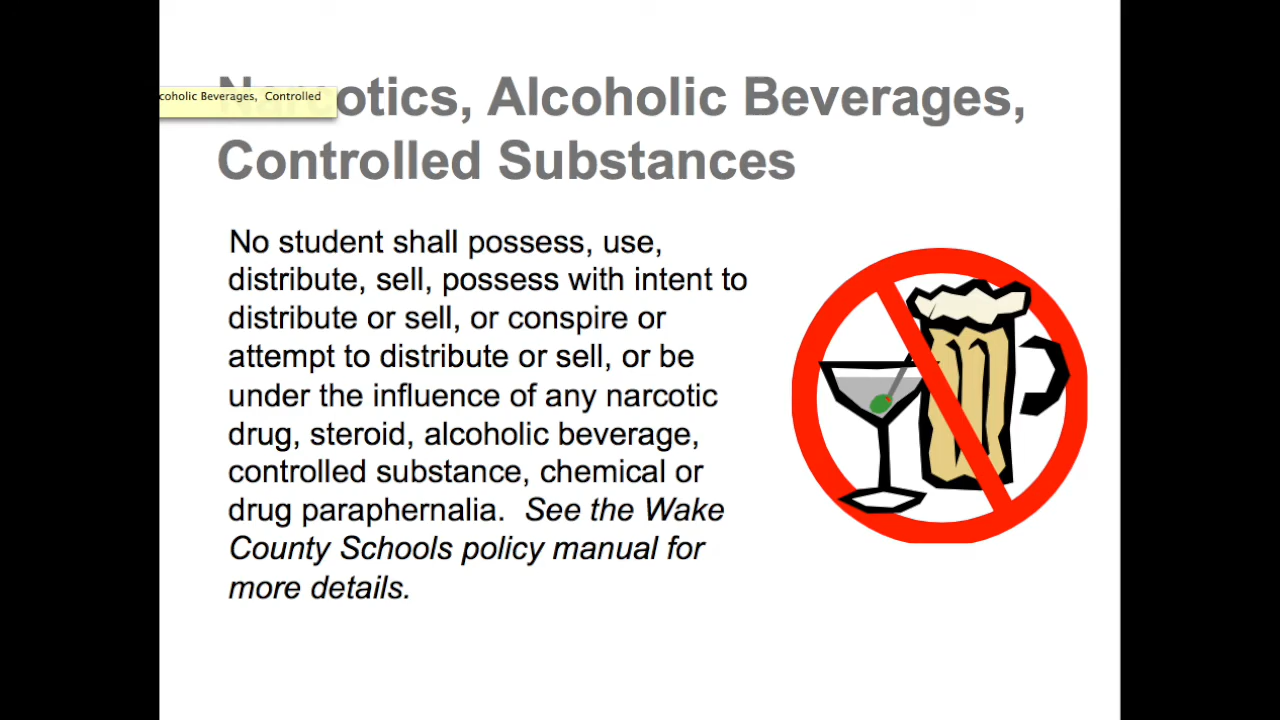 Narcotics, Alcoholic Beverages,
coholic Beverages, Controlled
Controlled Substances
No student shall possess, use,
distribute, sell, possess with intent to
distribute or sell, or conspire or
attempt to distribute or sell, or be
under the influence of any narcotic
drug, steroid, alcoholic beverage,
controlled substance, chemical or
drug paraphernalia. See the Wake
County Schools policy manual for
more details.